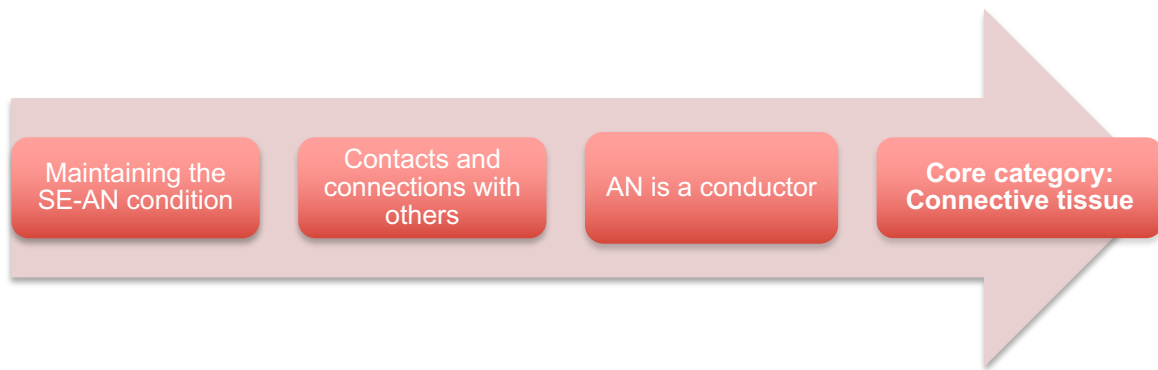 Maintaining the
SE-AN condition
Contacts and
connections with
others
AN is a conductor
Core category:
Connective tissue